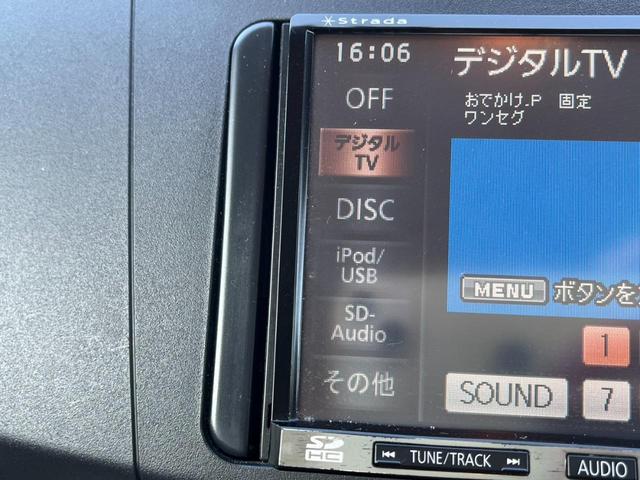 Strada
16:06
デジタルTV
OFF
おでかけ.P 固定
ワンセグ
デジタル
TV
DISC
iPod/
USB
MENU ボタンを
SD-
Audio
1
その他
SOUND
7
SD
HC
TUNE/TRACK
AUDIO